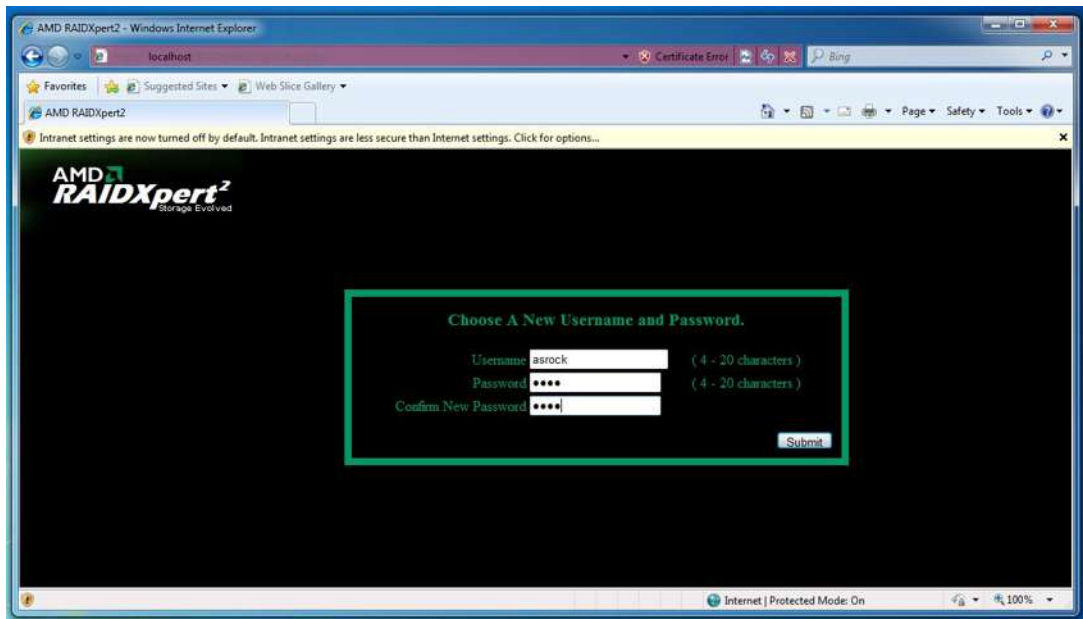 AMD RAIDXpert2 - Windows Internet Explorer
localhost
Certificate Error
Bing
Favorites
Suggested Sites
Web Slice Gallery
AMD RAIDXpert2
Page
Safety
Tools
Intranet settings are now turned off by default. Intranet settings are less secure than Internet settings. Click for options...
AMD
RAIDXpert2
Storage Evolved
Choose A New Username and Password.
Username asrock ( 4 - 20 characters )
Password •••• ( 4 - 20 characters )
Confirm New Password ••••
Submit
Internet | Protected Mode: On
100%